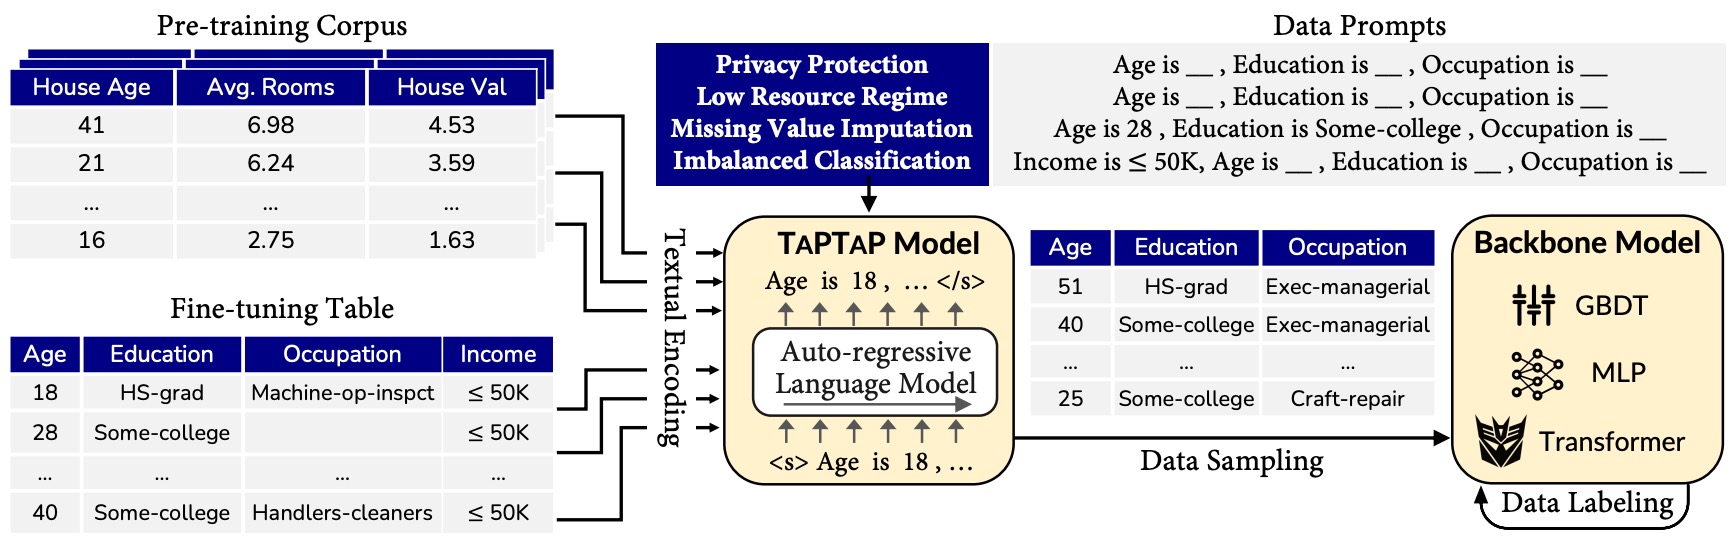 Pre-training Corpus
House Age Avg. Rooms House Val
41 6.98 4.53
21 6.24 3.59
... ... ...
16 2.75 1.63
Fine-tuning Table
Age Education Occupation Income
18 HS-grad Machine-op-inspct ≤ 50K
28 Some-college ≤ 50K
... ... ... ...
40 Some-college Handlers-cleaners ≤ 50K
Textual Encoding
Privacy Protection
Low Resource Regime
Missing Value Imputation
Imbalanced Classification
Data Prompts
Age is __ , Education is __ , Occupation is __
Age is __ , Education is __ , Occupation is __
Age is 28 , Education is Some-college , Occupation is __
Income is ≤ 50K, Age is __ , Education is __ , Occupation is __
TAPTAP Model
Age is 18 , ... </s>
Auto-regressive
Language Model
<s> Age is 18 , ...
Age Education Occupation
51 HS-grad Exec-managerial
40 Some-college Exec-managerial
... ... ...
25 Some-college Craft-repair
Data Sampling
Backbone Model
GBDT
MLP
Transformer
Data Labeling